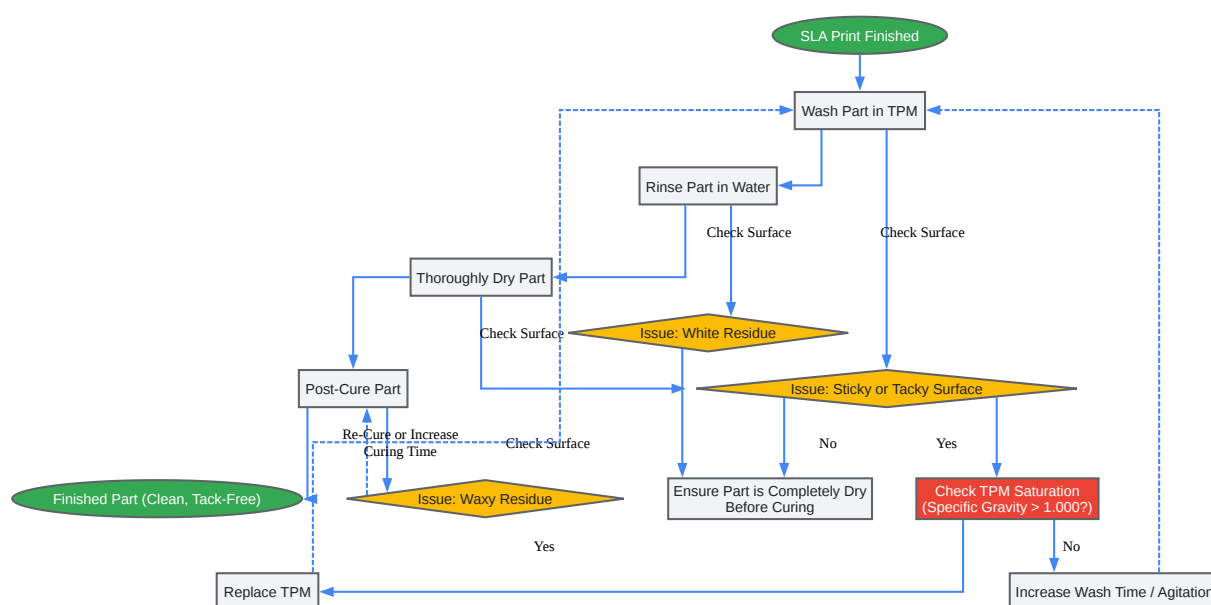 SLA Print Finished
Wash Part in TPM
Rinse Part in Water
Check Surface
Check Surface
Thoroughly Dry Part
Check Surface
Issue: White Residue
Post-Cure Part
Issue: Sticky or Tacky Surface
Re-Cure or Increase
Curing Time
Check Surface
No
Yes
Finished Part (Clean, Tack-Free)
Issue: Waxy Residue
Ensure Part is Completely Dry
Before Curing
Check TPM Saturation
(Specific Gravity > 1.000?)
Yes
No
Replace TPM
Increase Wash Time / Agitation